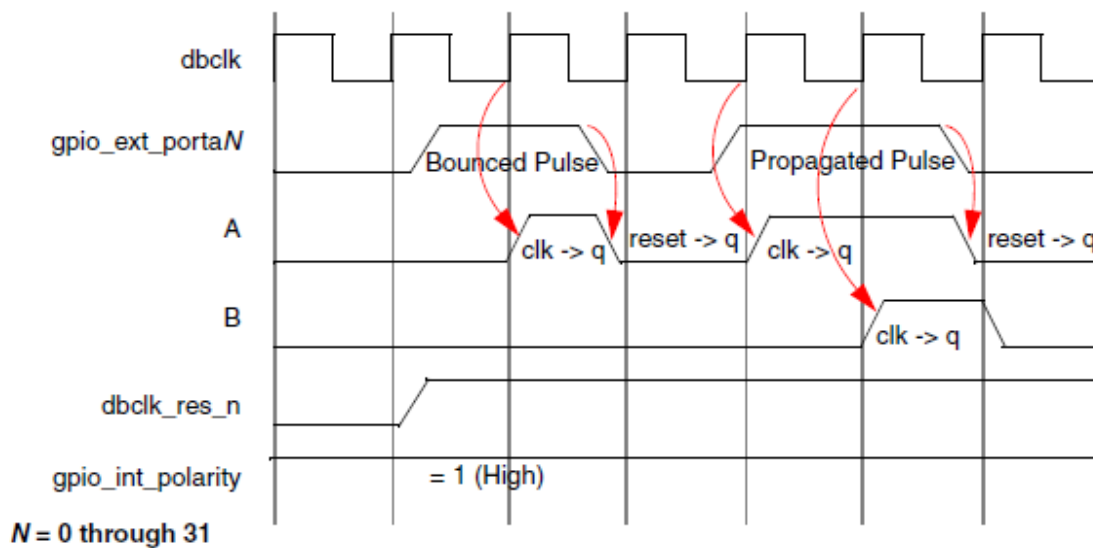 dbclk
gpio_ext_portaN
Bounced Pulse
Propagated Pulse
A
clk -> q
reset -> q
clk -> q
reset -> q
B
clk -> q
dbclk_res_n
gpio_int_polarity
= 1 (High)
N = 0 through 31